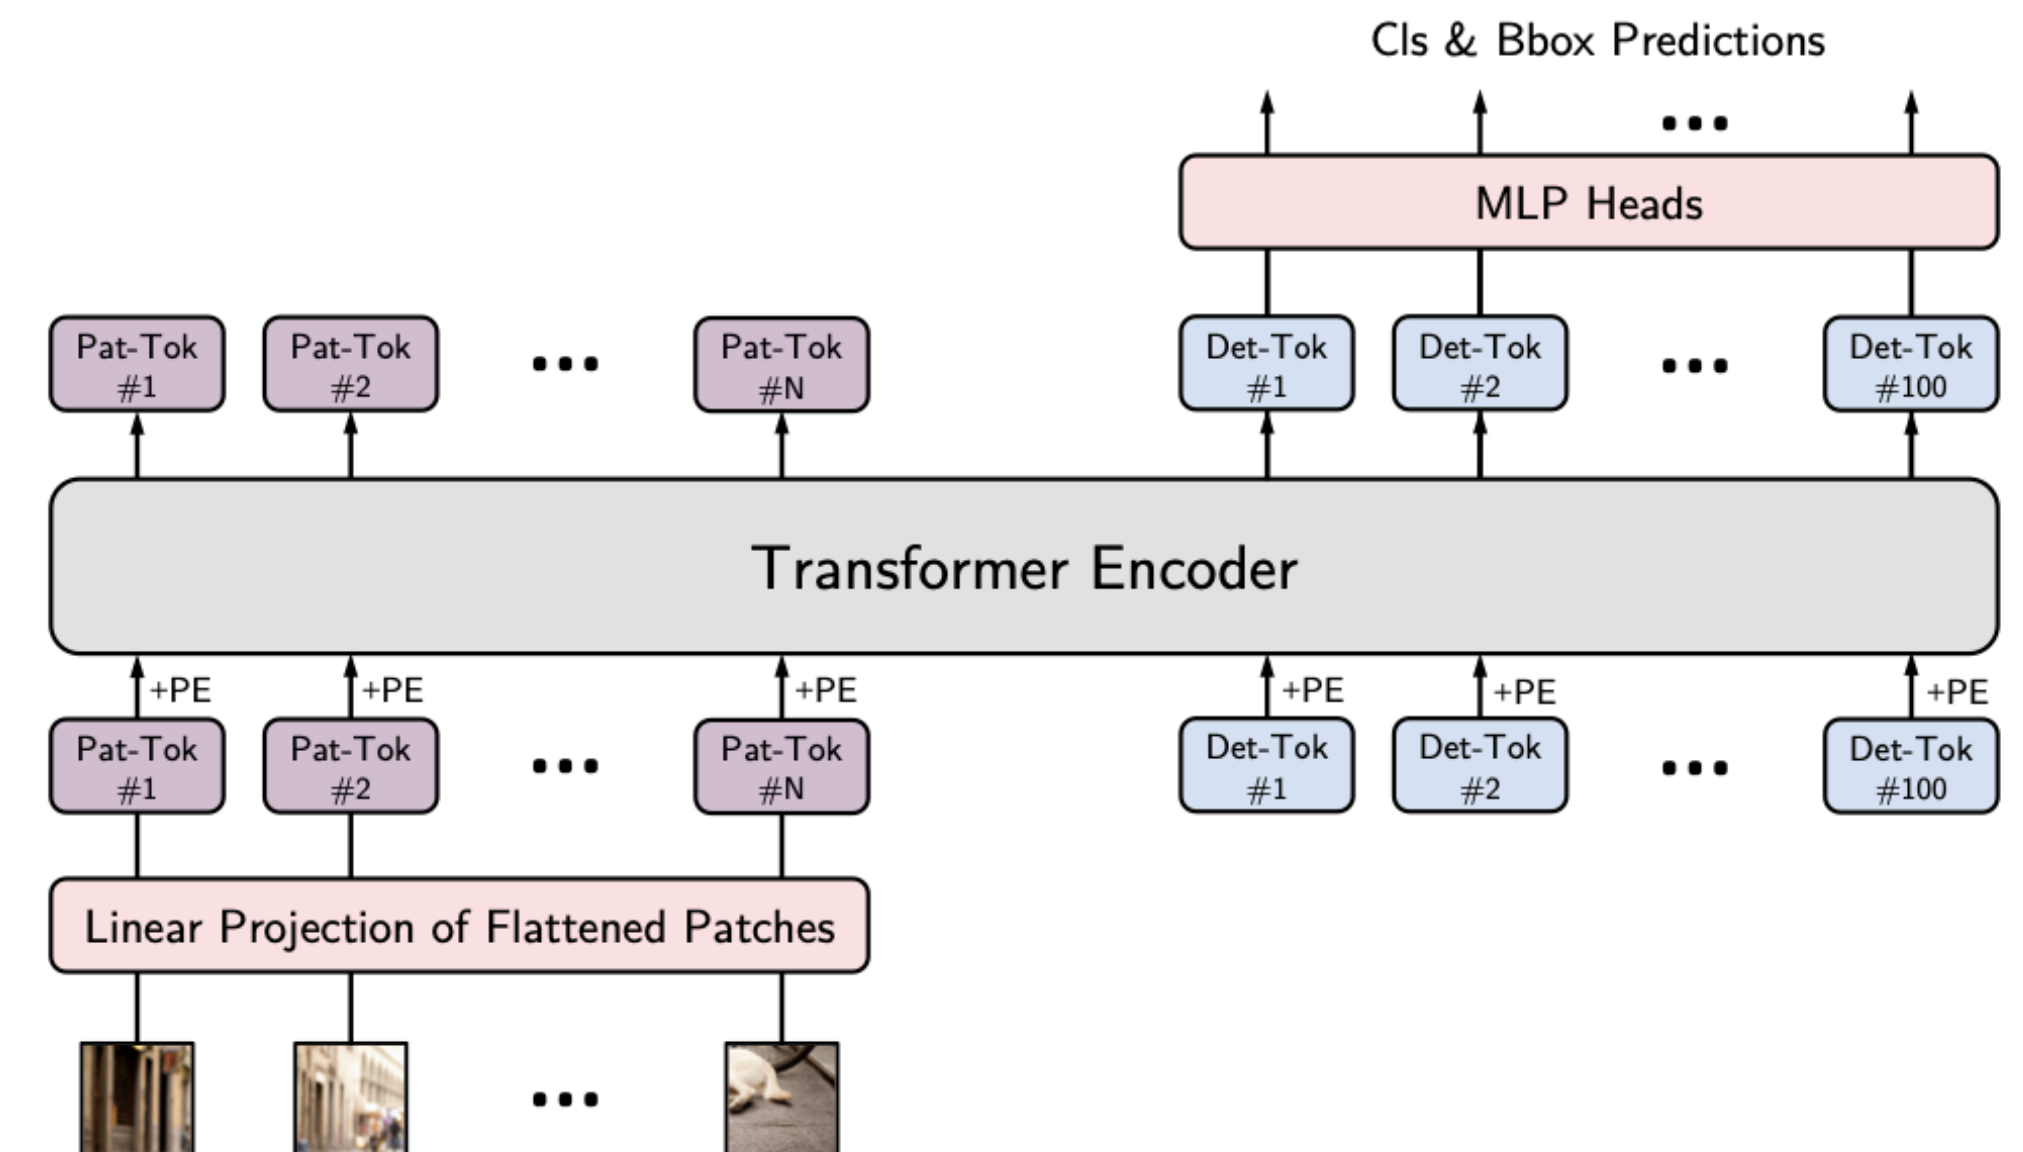 Cls & Bbox Predictions
MLP Heads
Pat-Tok #1
Pat-Tok #2
Pat-Tok #N
Det-Tok #1
Det-Tok #2
Det-Tok #100
Transformer Encoder
+PE +PE +PE +PE +PE +PE
Pat-Tok #1
Pat-Tok #2
Pat-Tok #N
Det-Tok #1
Det-Tok #2
Det-Tok #100
Linear Projection of Flattened Patches